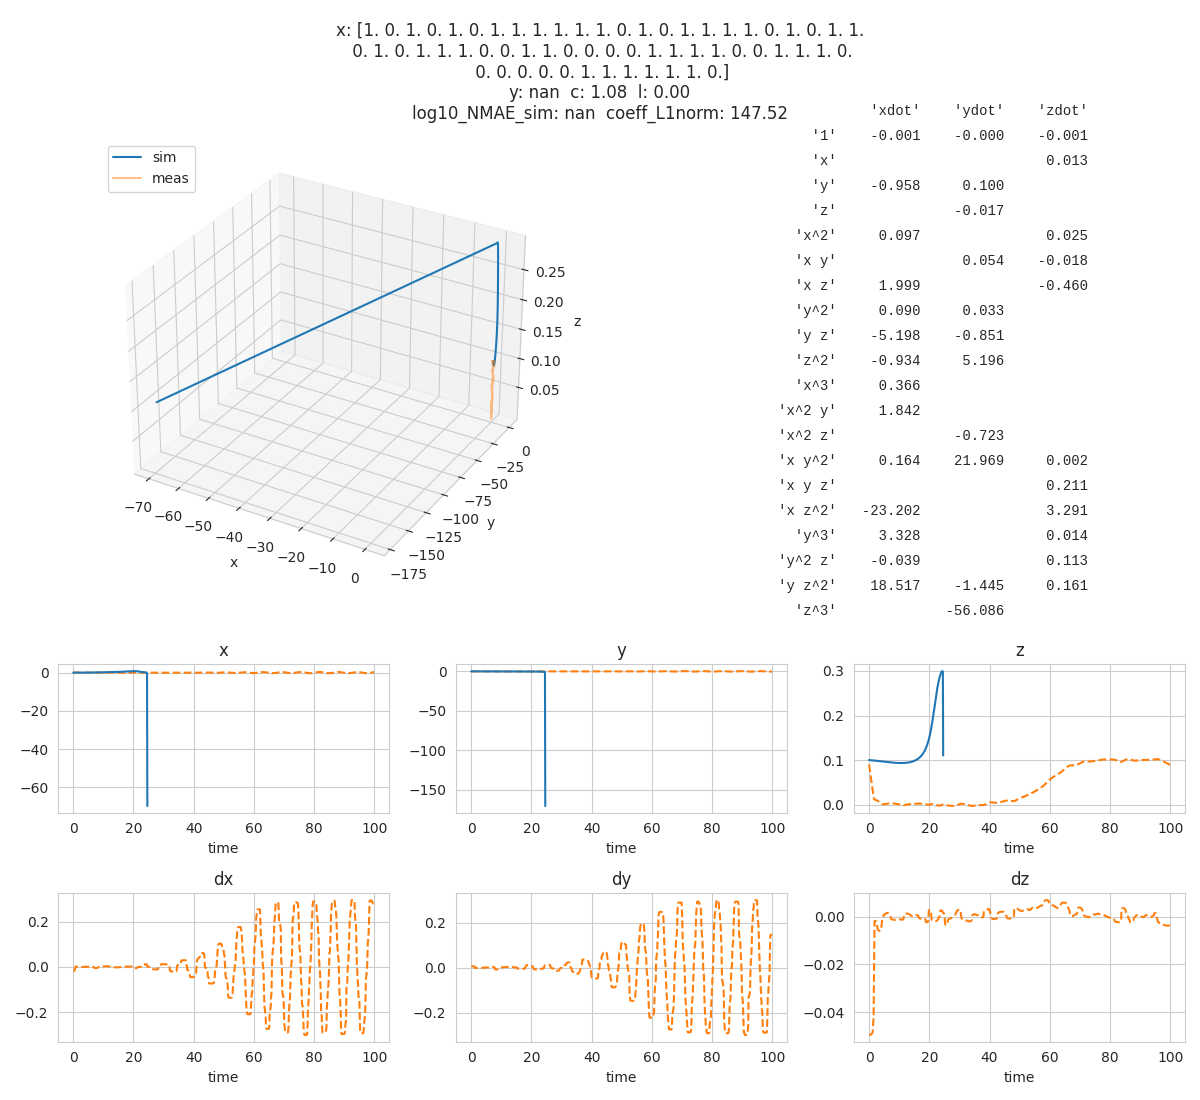 x: [1. 0. 1. 0. 1. 0. 1. 1. 1. 1. 1. 1. 0. 1. 0. 1. 1. 1. 1. 0. 1. 0. 1. 1.
0. 1. 0. 1. 1. 1. 0. 0. 1. 1. 0. 0. 0. 0. 1. 1. 1. 1. 0. 0. 1. 1. 1. 0.
0. 0. 0. 0. 0. 1. 1. 1. 1. 1. 1. 0.]
y: nan  c: 1.08  l: 0.00
log10_NMAE_sim: nan  coeff_L1norm: 147.52
'xdot' 'ydot' 'zdot'
'1' -0.001 -0.000 -0.001
'x' 0.013
'y' -0.958 0.100
'z' -0.017
'x^2' 0.097 0.025
'x y' 0.054 -0.018
'x z' 1.999 -0.460
'y^2' 0.090 0.033
'y z' -5.198 -0.851
'z^2' -0.934 5.196
'x^3' 0.366
'x^2 y' 1.842
'x^2 z' -0.723
'x y^2' 0.164 21.969 0.002
'x y z' 0.211
'x z^2' -23.202 3.291
'y^3' 3.328 0.014
'y^2 z' -0.039 0.113
'y z^2' 18.517 -1.445 0.161
'z^3' -56.086
sim
meas
0.25
0.20
0.15
0.10
0.05
z
0
−25
−50
−75
−100
−125
−150
−175
y
−70
−60
−50
−40
−30
−20
−10
0
x
x
0
−20
−40
−60
0 20 40 60 80 100
time
y
0
−50
−100
−150
0 20 40 60 80 100
time
z
0.3
0.2
0.1
0.0
0 20 40 60 80 100
time
dx
0.2
0.0
−0.2
0 20 40 60 80 100
time
dy
0.2
0.0
−0.2
0 20 40 60 80 100
time
dz
0.00
−0.02
−0.04
0 20 40 60 80 100
time